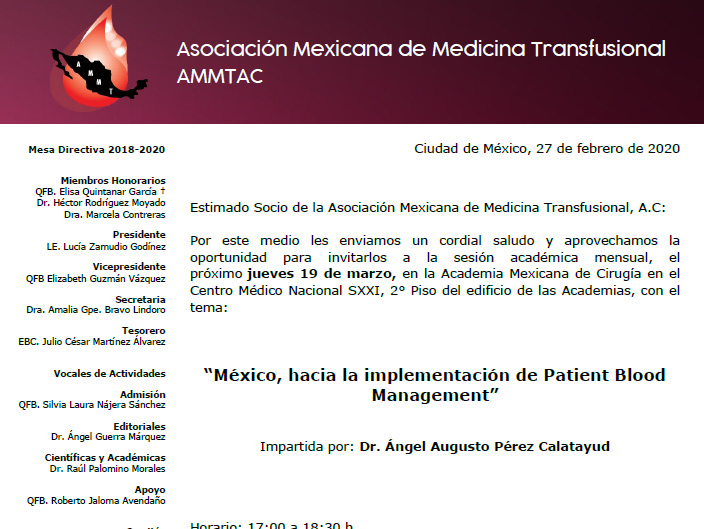 Asociación Mexicana de Medicina Transfusional
AMMTAC
A M M T
Mesa Directiva 2018-2020
Miembros Honorarios
QFB. Elisa Quintanar García †
Dr. Héctor Rodríguez Moyado
Dra. Marcela Contreras
Presidente
LE. Lucía Zamudio Godínez
Vicepresidente
QFB Elizabeth Guzmán Vázquez
Secretaria
Dra. Amalia Gpe. Bravo Lindoro
Tesorero
EBC. Julio César Martínez Álvarez
Vocales de Actividades
Admisión
QFB. Silvia Laura Nájera Sánchez
Editoriales
Dr. Ángel Guerra Márquez
Científicas y Académicas
Dr. Raúl Palomino Morales
Apoyo
QFB. Roberto Jaloma Avendaño
Ciudad de México, 27 de febrero de 2020
Estimado Socio de la Asociación Mexicana de Medicina Transfusional, A.C:
Por este medio les enviamos un cordial saludo y aprovechamos la
oportunidad para invitarlos a la sesión académica mensual, el
próximo jueves 19 de marzo, en la Academia Mexicana de Cirugía en el
Centro Médico Nacional SXXI, 2° Piso del edificio de las Academias, con el
tema:
“México, hacia la implementación de Patient Blood
Management”
Impartida por: Dr. Ángel Augusto Pérez Calatayud
Horario: 17:00 a 18:30 h